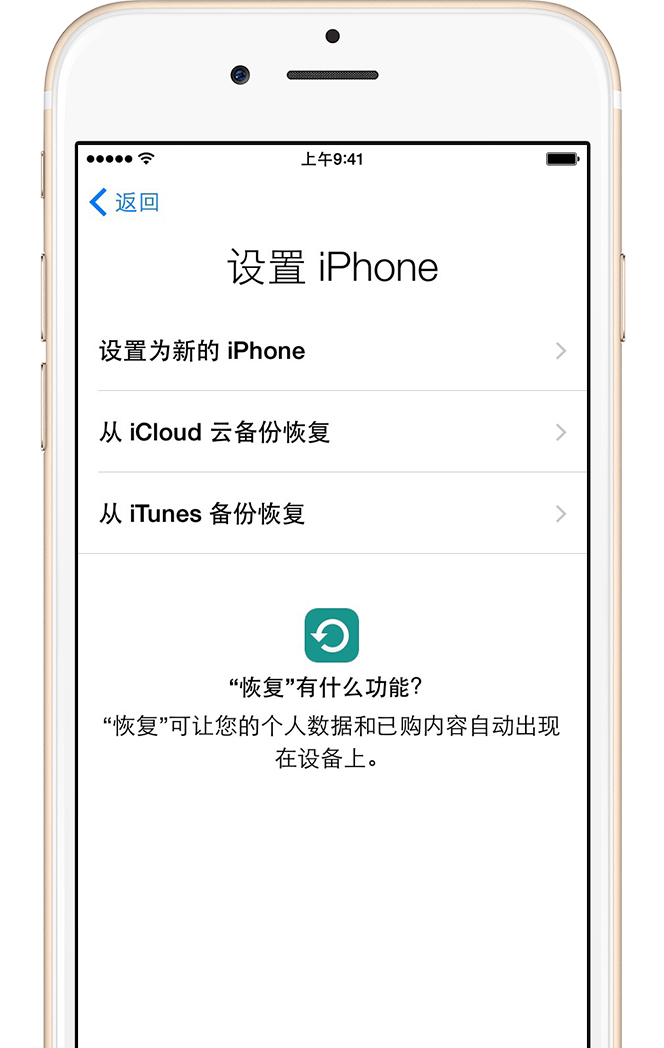 上午9:41
返回
设置 iPhone
设置为新的 iPhone
从 iCloud 云备份恢复
从 iTunes 备份恢复
“恢复”有什么功能？
“恢复”可让您的个人数据和已购内容自动出现
在设备上。